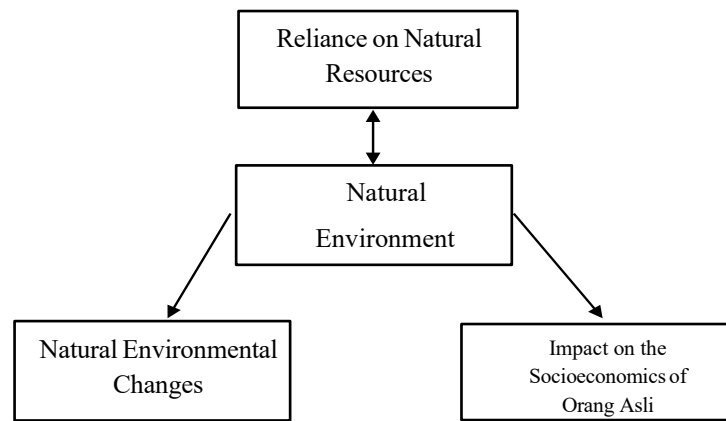 Reliance on Natural
Resources
Natural
Environment
Natural Environmental
Changes
Impact on the
Socioeconomics of
Orang Asli